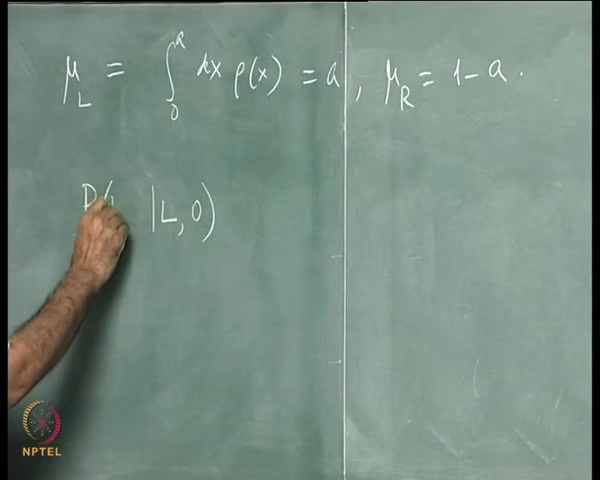 μ_L = ∫_0^a dx ρ(x) = a, μ_R = 1 - a.
P( |L, 0)
NPTEL